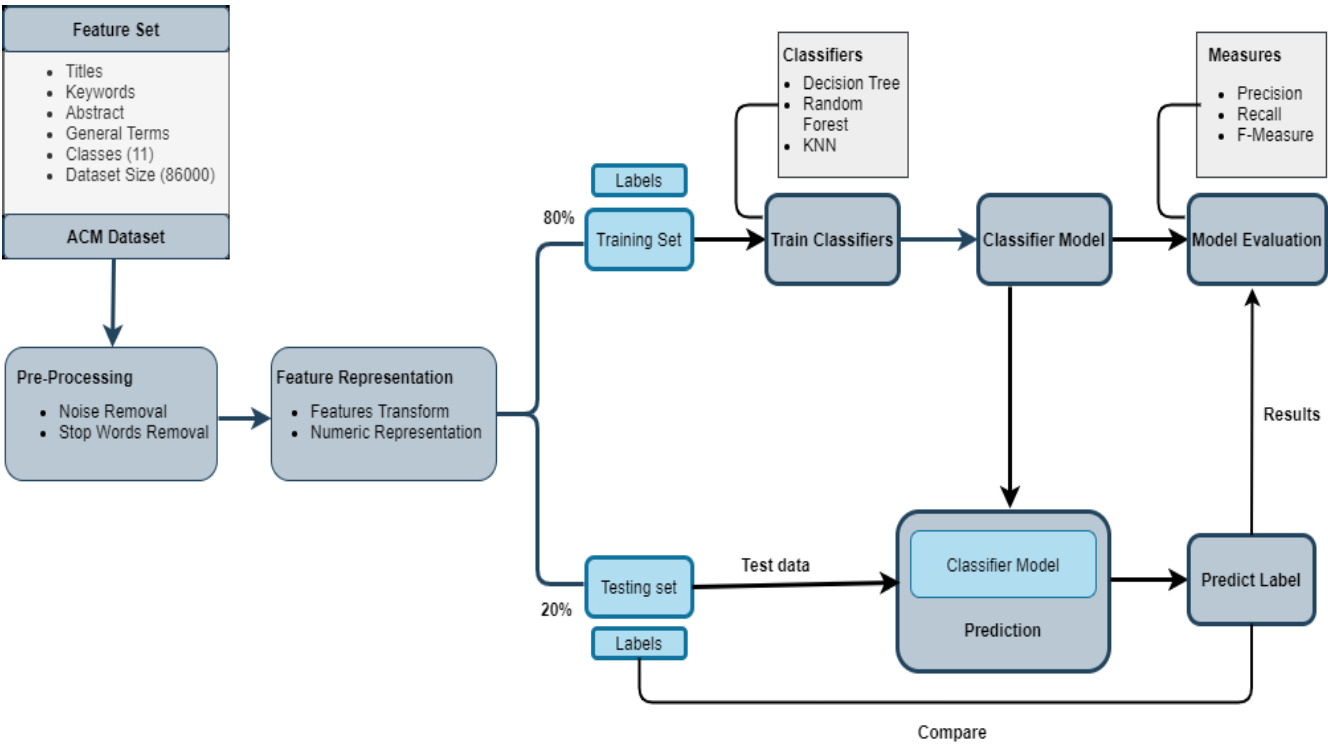 Feature Set
Titles
Keywords
Abstract
General Terms
Classes (11)
Dataset Size (86000)
ACM Dataset
Pre-Processing
Noise Removal
Stop Words Removal
Feature Representation
Features Transform
Numeric Representation
80%
Labels
Training Set
Classifiers
Decision Tree
Random
Forest
KNN
Train Classifiers
Classifier Model
Measures
Precision
Recall
F-Measure
Model Evaluation
20%
Testing set
Labels
Test data
Classifier Model
Prediction
Predict Label
Results
Compare